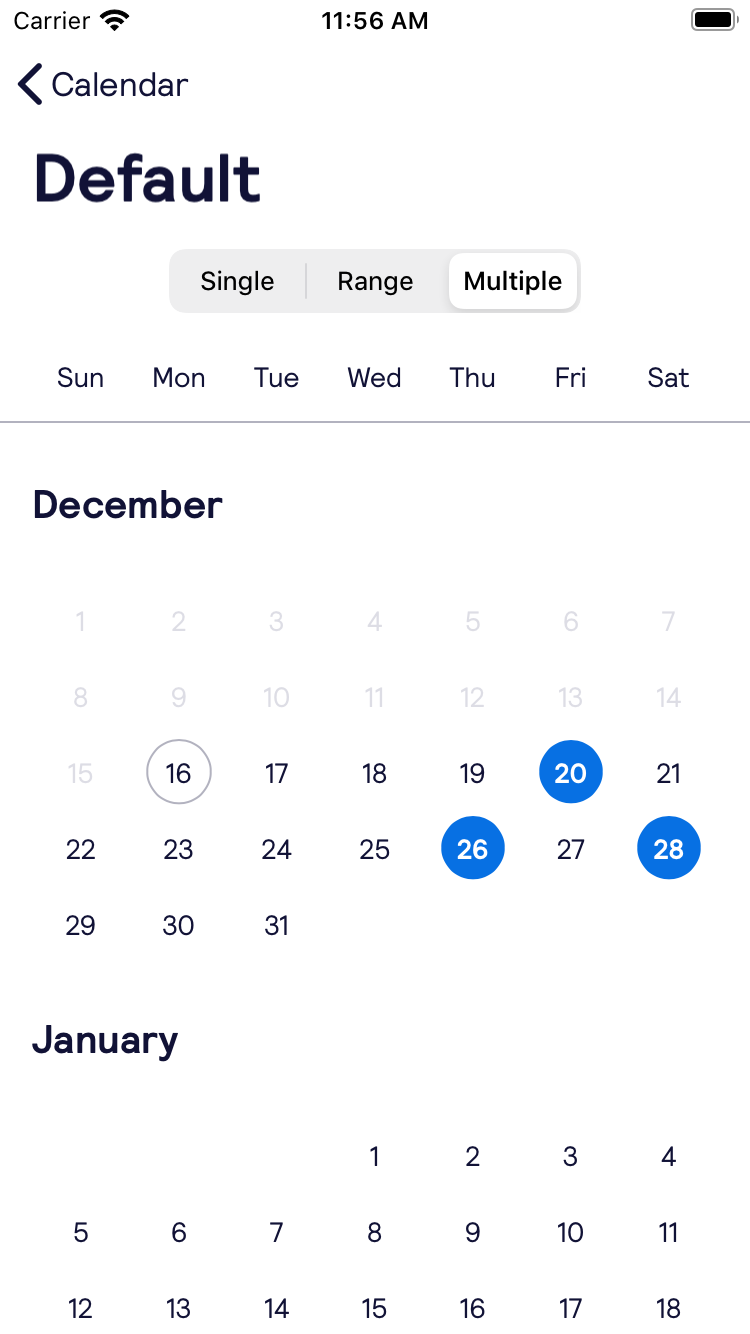 Carrier 11:56 AM
Calendar
Default
Single Range Multiple
Sun Mon Tue Wed Thu Fri Sat
December
1 2 3 4 5 6 7
8 9 10 11 12 13 14
15 16 17 18 19 20 21
22 23 24 25 26 27 28
29 30 31
January
1 2 3 4
5 6 7 8 9 10 11
12 13 14 15 16 17 18